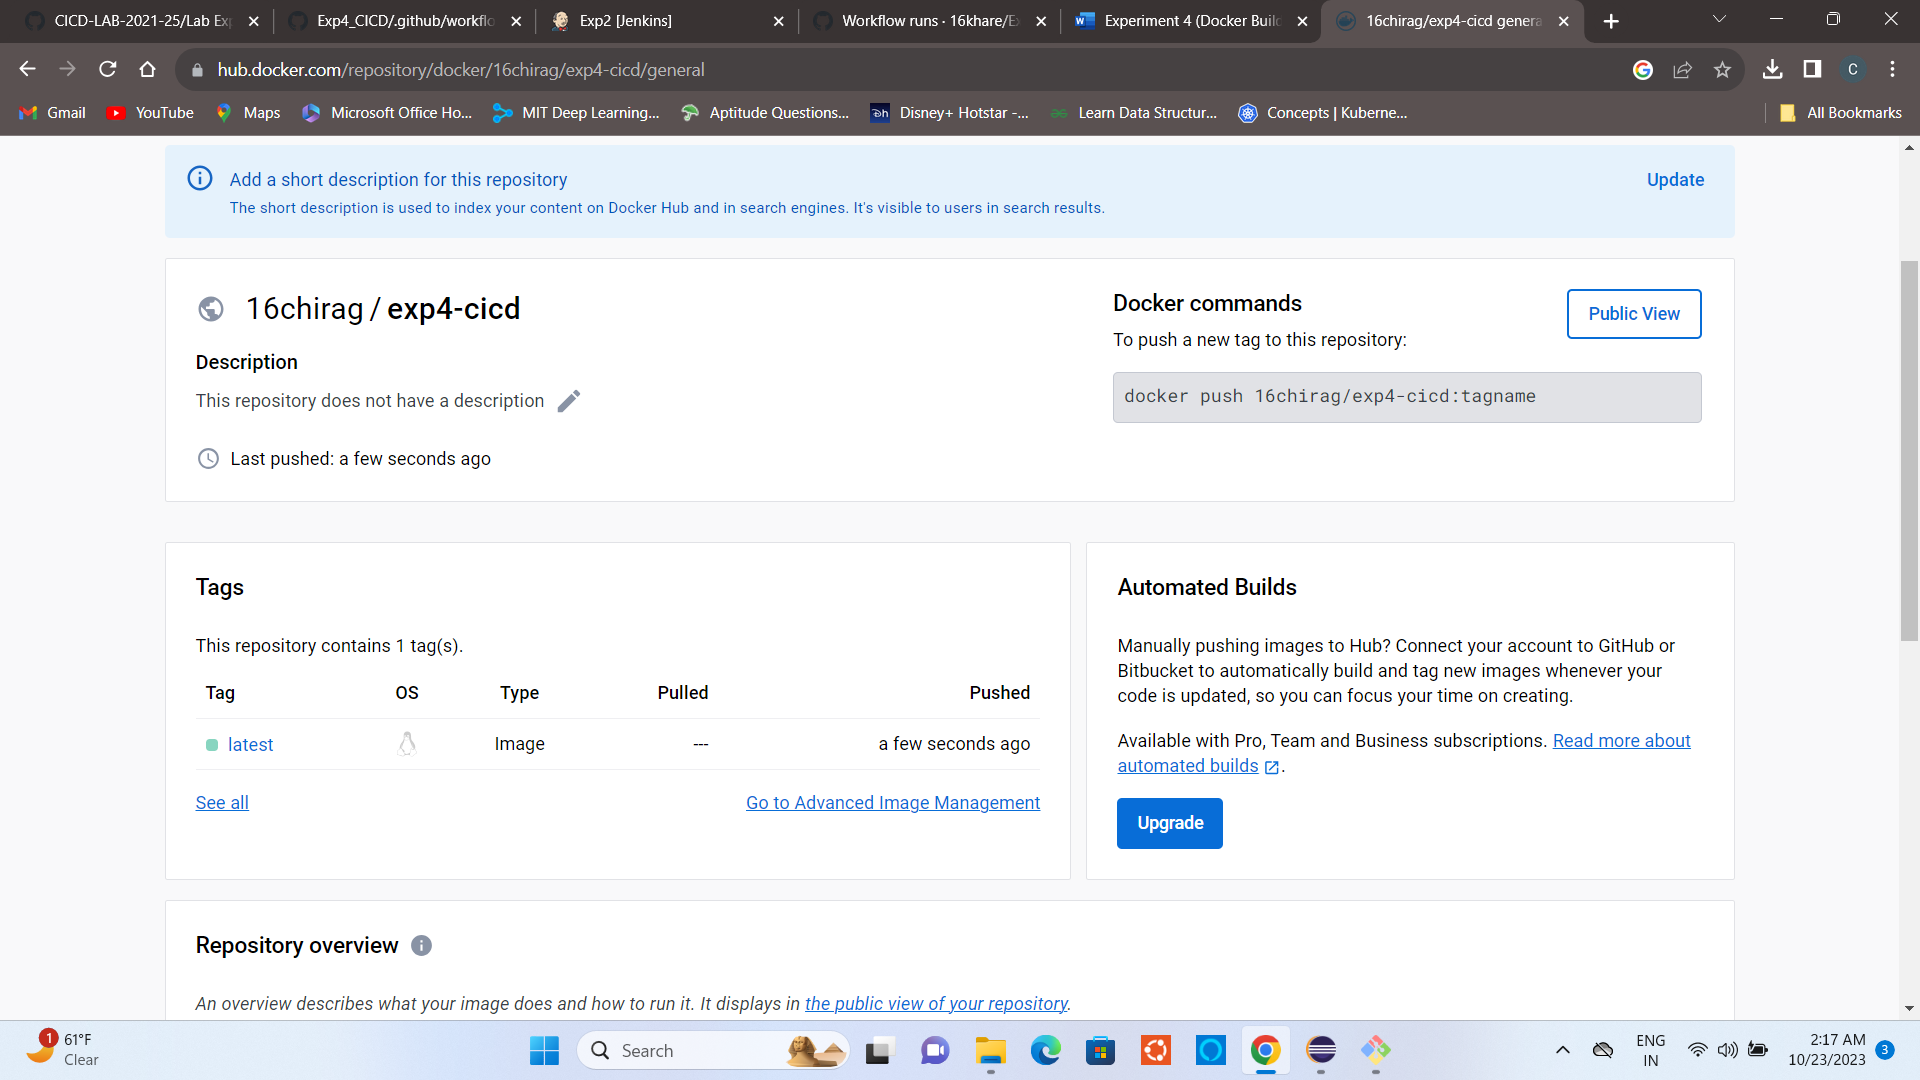 CICD-LAB-2021-25/Lab Exp
Exp4_CICD/.github/workflo
Exp2 [Jenkins]
Workflow runs · 16khare/Ex
Experiment 4 (Docker Build
16chirag/exp4-cicd genera
hub.docker.com/repository/docker/16chirag/exp4-cicd/general
C
Gmail
YouTube
Maps
Microsoft Office Ho...
MIT Deep Learning...
Aptitude Questions...
Disney+ Hotstar -...
Learn Data Structur...
Concepts | Kuberne...
All Bookmarks
Add a short description for this repository
Update
The short description is used to index your content on Docker Hub and in search engines. It's visible to users in search results.
16chirag / exp4-cicd
Description
This repository does not have a description
Last pushed: a few seconds ago
Docker commands
Public View
To push a new tag to this repository:
docker push 16chirag/exp4-cicd:tagname
Tags
This repository contains 1 tag(s).
Tag OS Type Pulled Pushed
latest Image --- a few seconds ago
See all
Go to Advanced Image Management
Automated Builds
Manually pushing images to Hub? Connect your account to GitHub or
Bitbucket to automatically build and tag new images whenever your
code is updated, so you can focus your time on creating.
Available with Pro, Team and Business subscriptions. Read more about
automated builds .
Upgrade
Repository overview
An overview describes what your image does and how to run it. It displays in the public view of your repository.
1
61°F
Clear
Search
ENG
IN
2:17 AM
10/23/2023
3